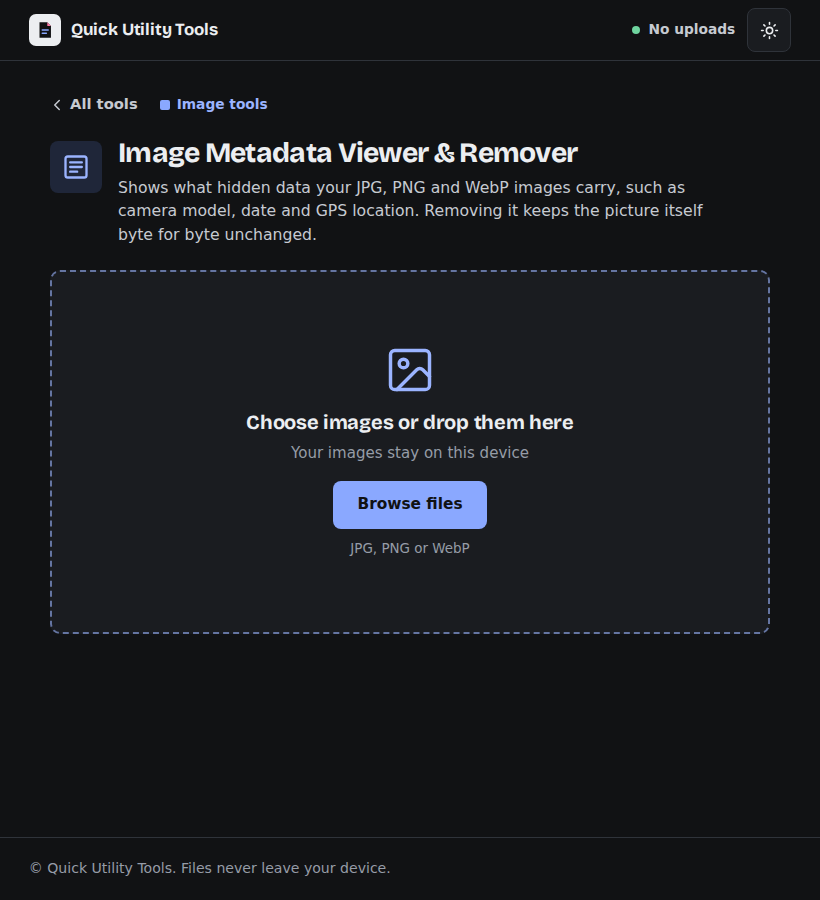 Quick Utility Tools
No uploads
All tools
Image tools
Image Metadata Viewer & Remover
Shows what hidden data your JPG, PNG and WebP images carry, such as
camera model, date and GPS location. Removing it keeps the picture itself
byte for byte unchanged.
Choose images or drop them here
Your images stay on this device
Browse files
JPG, PNG or WebP
© Quick Utility Tools. Files never leave your device.